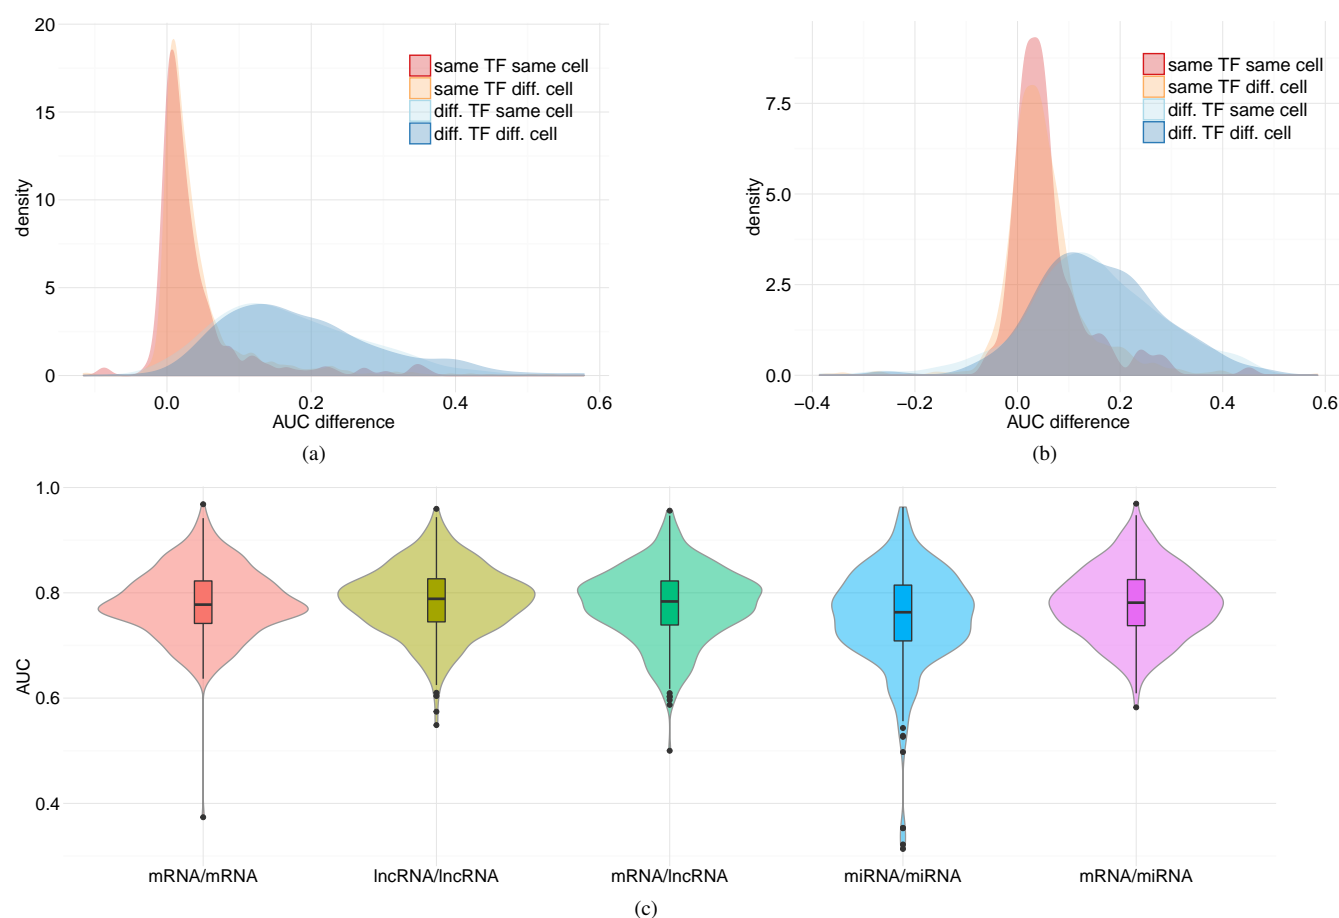 20
15
10
5
0
density
same TF same cell
same TF diff. cell
diff. TF same cell
diff. TF diff. cell
0.0 0.2 0.4 0.6
AUC difference
(a)
7.5
5.0
2.5
0.0
density
same TF same cell
same TF diff. cell
diff. TF same cell
diff. TF diff. cell
−0.4 −0.2 0.0 0.2 0.4 0.6
AUC difference
(b)
1.0
0.8
0.6
0.4
AUC
mRNA/mRNA lncRNA/lncRNA mRNA/lncRNA miRNA/miRNA mRNA/miRNA
(c)